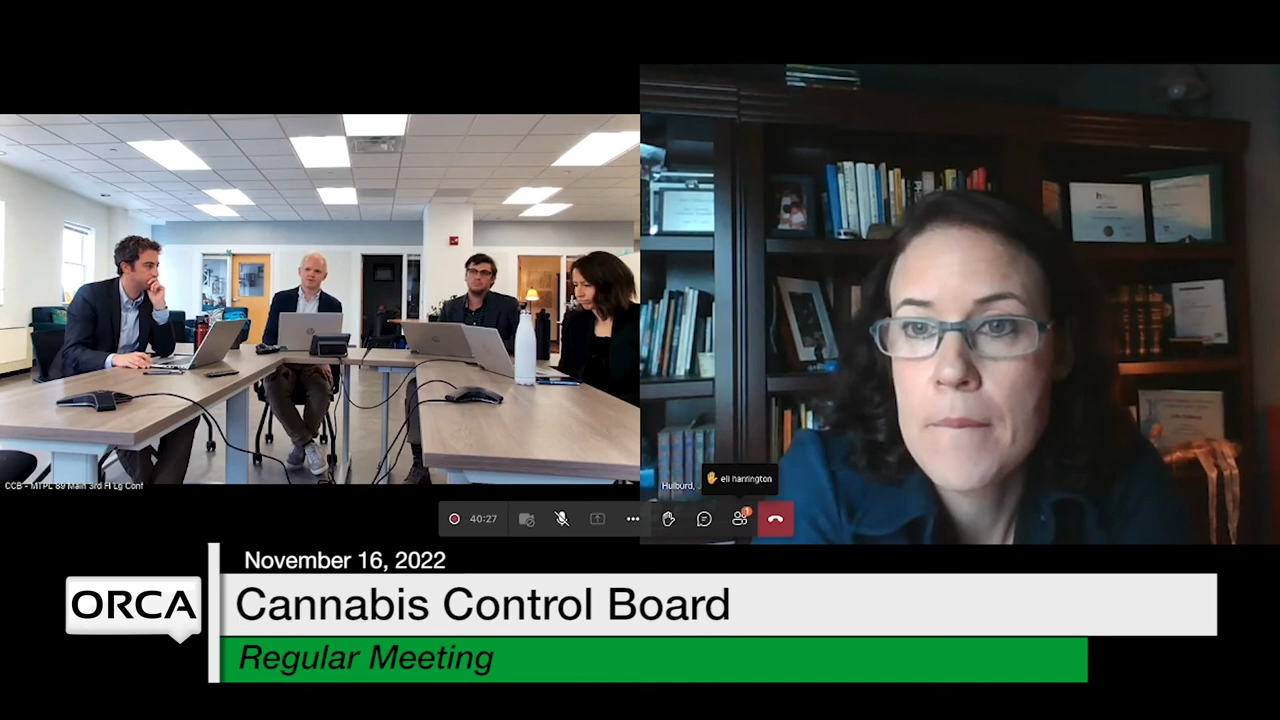 CCB - MTPL 89 Main 3rd Fl Lg Conf
Hulburd,
eli harrington
1
40:27
November 16, 2022
ORCA
Cannabis Control Board
Regular Meeting